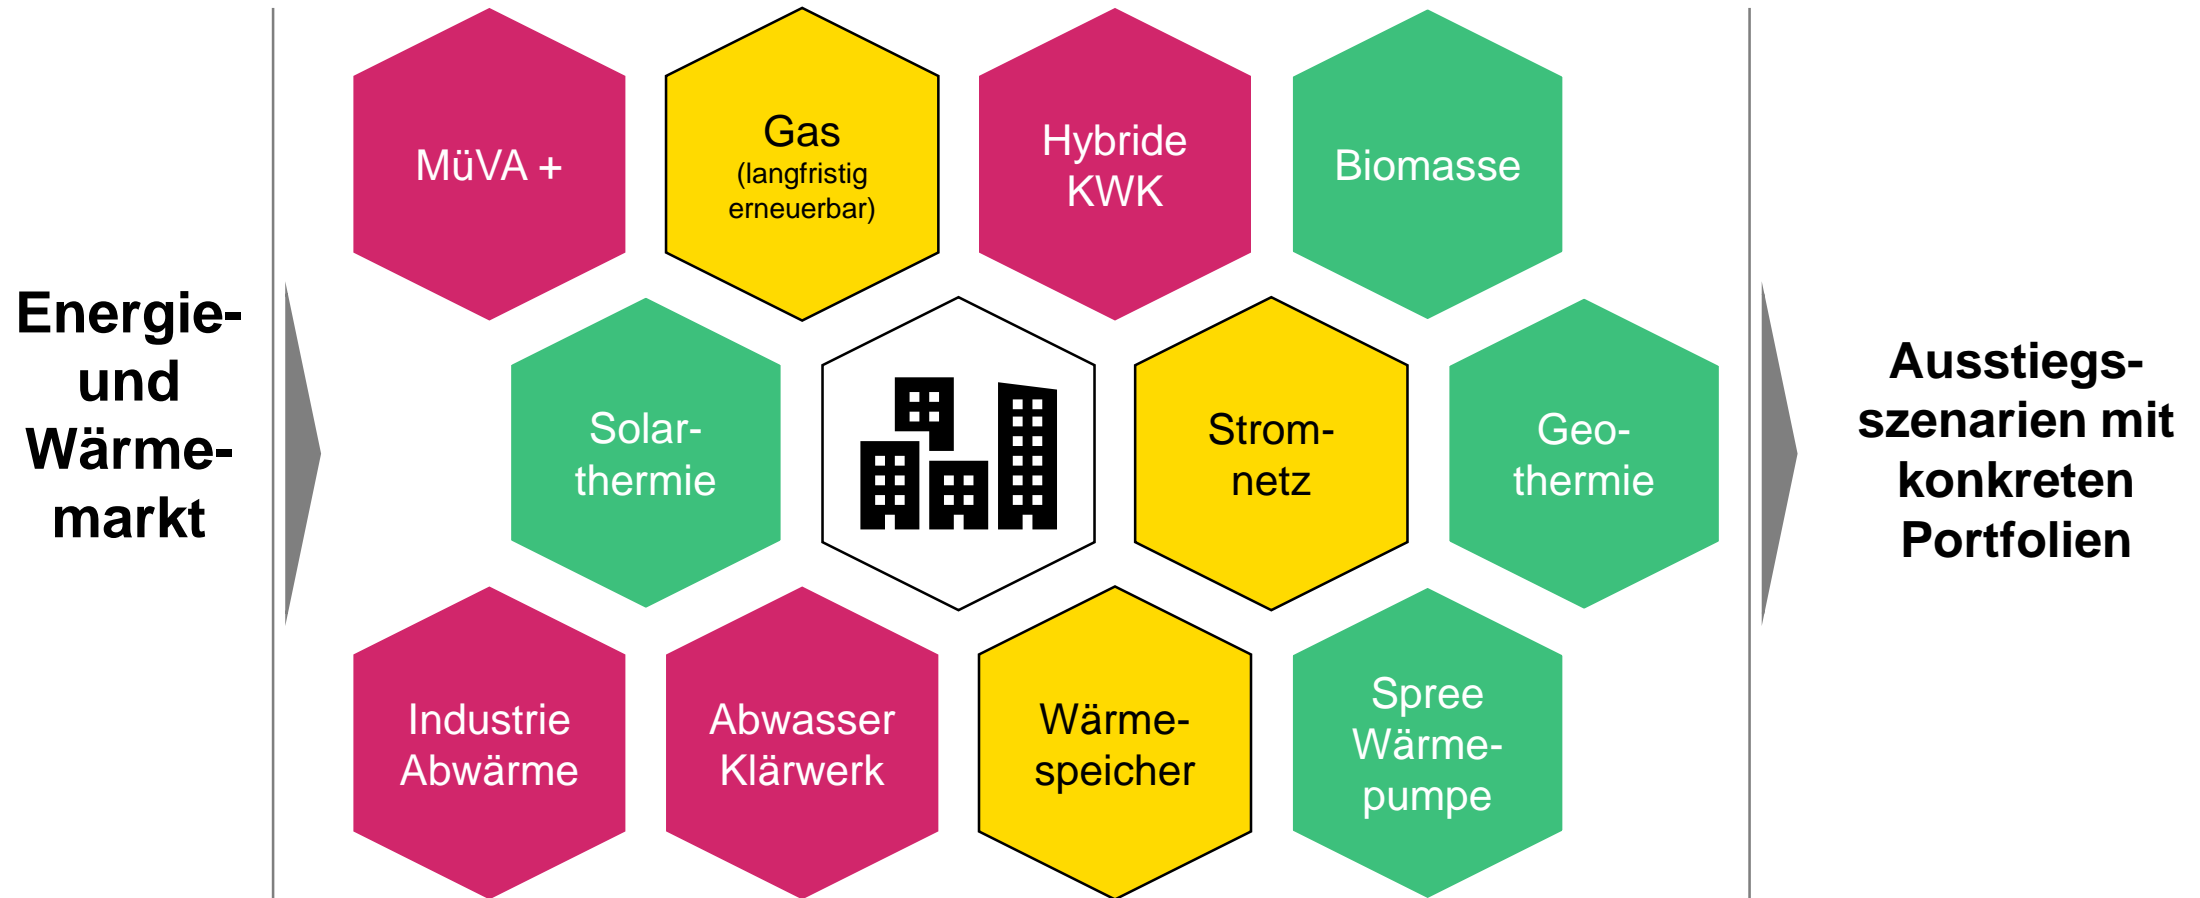 Energie-
und
Wärme-
markt
MüVA +
Gas
(langfristig
erneuerbar)
Hybride
KWK
Biomasse
Solar-
thermie
Strom-
netz
Geo-
thermie
Industrie
Abwärme
Abwasser
Klärwerk
Wärme-
speicher
Spree
Wärme-
pumpe
Ausstiegs-
szenarien mit
konkreten
Portfolien